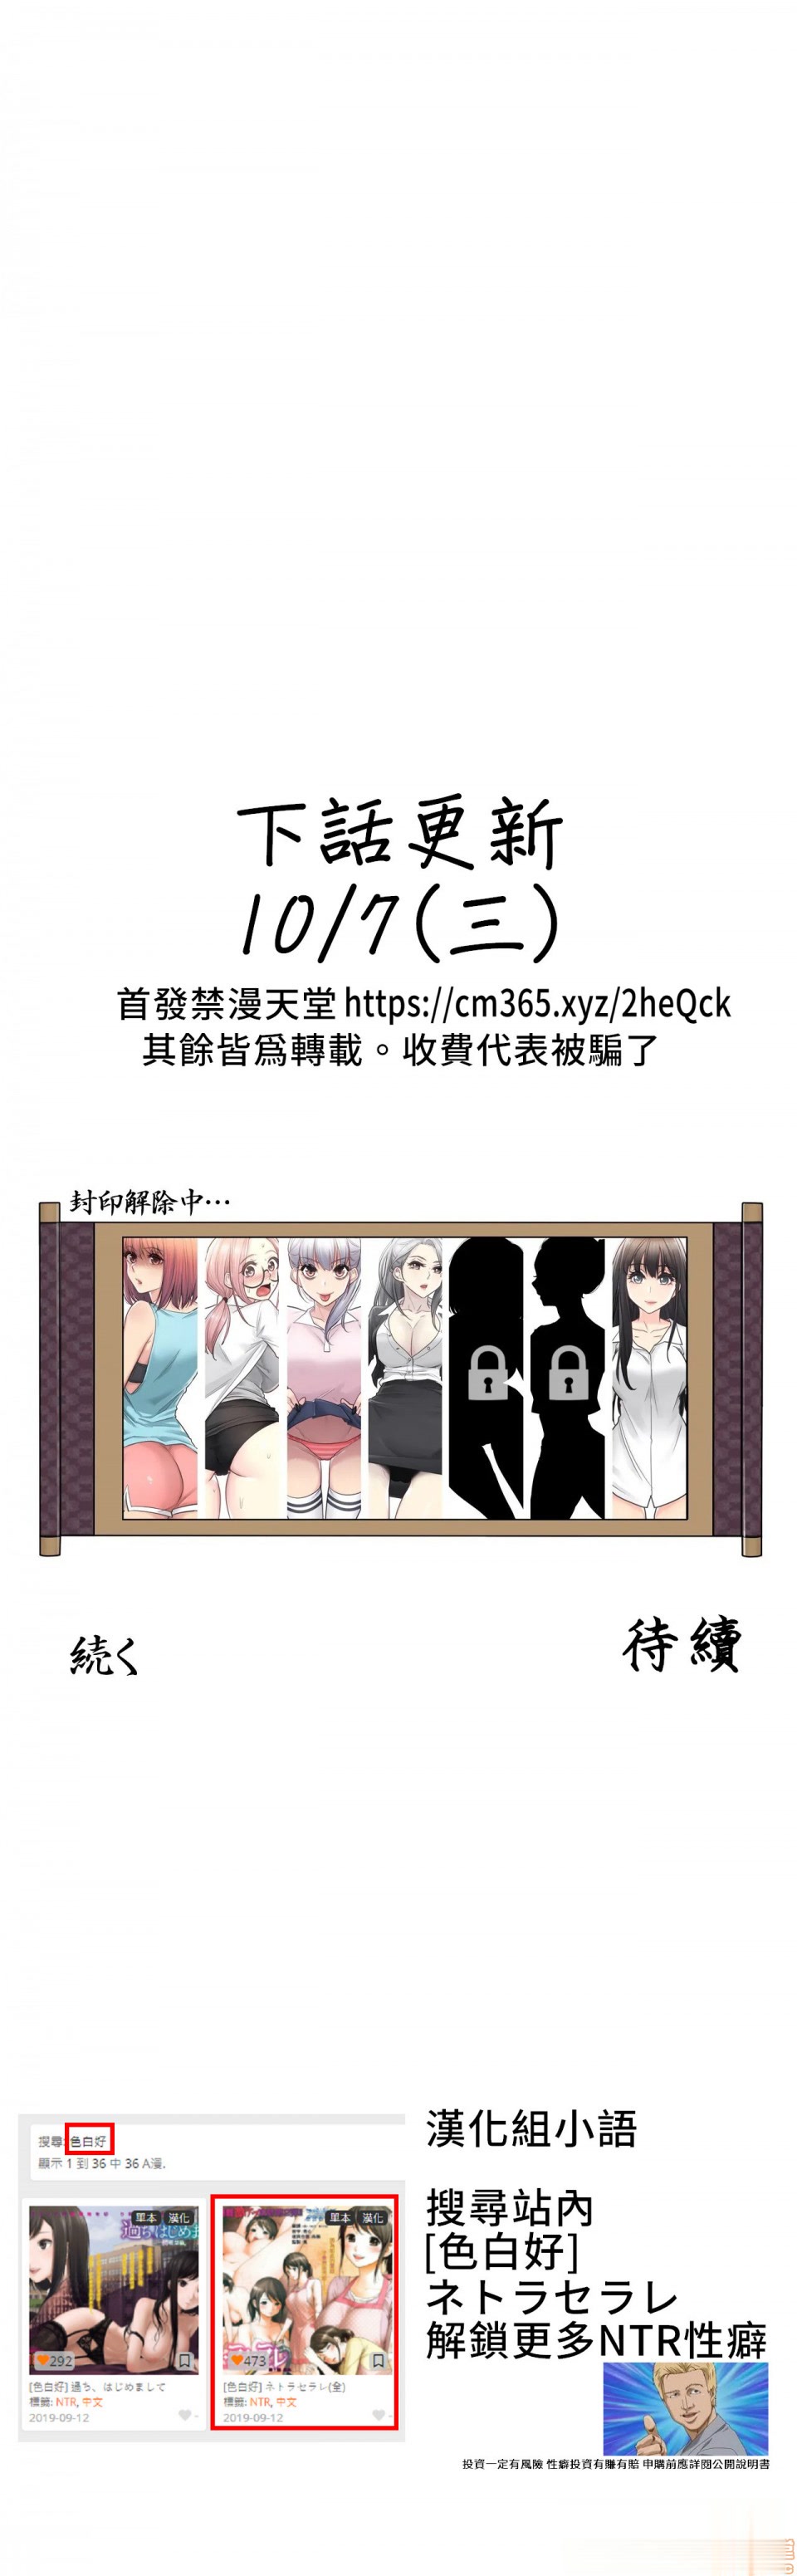 下話更新
10/7(三)
首發禁漫天堂 https://cm365.xyz/2heQck
其餘皆爲轉載。收費代表被騙了
封印解除中…
続く
待續
搜尋:色白好
顯示 1 到 36 中 36 A漫.
單本 漢化
292
[色白好] 過ち、はじめまして
標籤: NTR, 中文
2019-09-12
單本 漢化
473
[色白好] ネトラセラレ(全)
標籤: NTR, 中文
2019-09-12
漢化組小語
搜尋站內
[色白好]
ネトラセラレ
解鎖更多NTR性癖
投資一定有風險 性癖投資有賺有賠 申購前應詳閱公開說明書